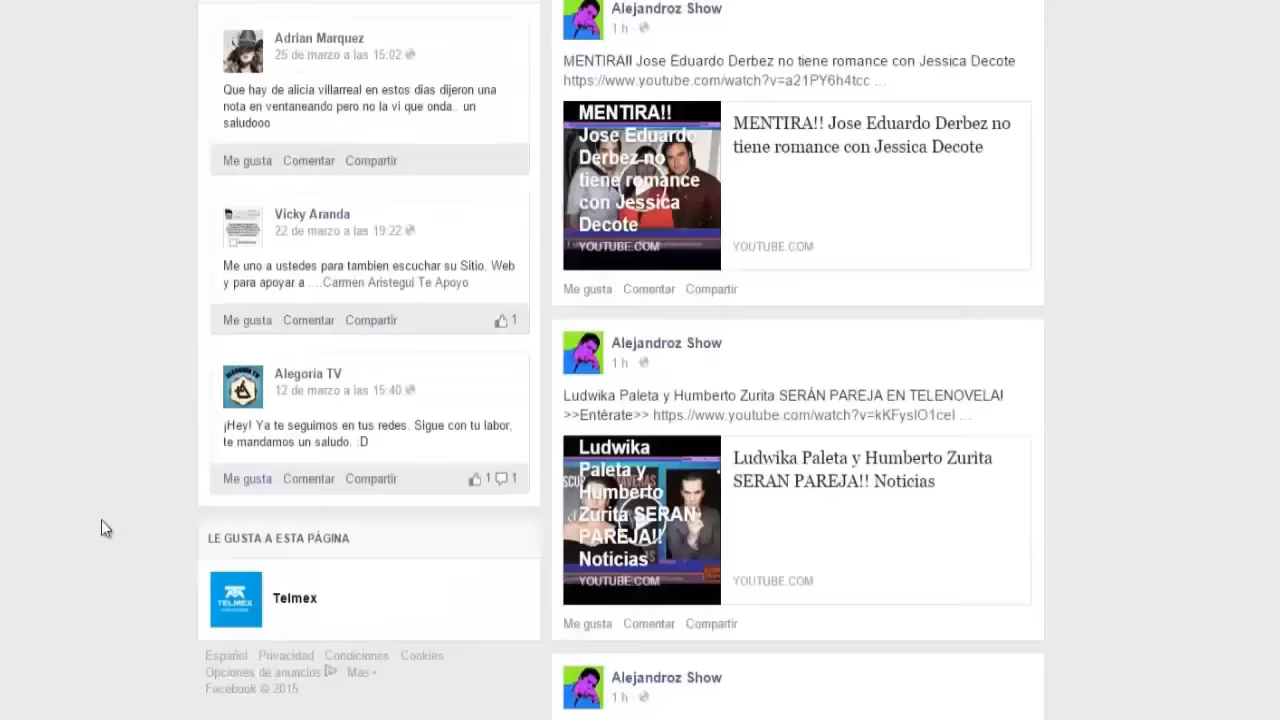 Adrian Marquez
25 de marzo a las 15:02
Que hay de alicia villarreal en estos días dijeron una
nota en ventaneando pero no la vi que onda.. un
saludooo
Me gusta Comentar Compartir
Vicky Aranda
22 de marzo a las 19:22
Me uno a ustedes para tambien escuchar su Sitio, Web
y para apoyar a ....Carmen Aristegui Te Apoyo
Me gusta Comentar Compartir 1
Alegoría TV
12 de marzo a las 15:40
¡Hey! Ya te seguimos en tus redes. Sigue con tu labor,
te mandamos un saludo. :D
Me gusta Comentar Compartir 1 1
LE GUSTA A ESTA PÁGINA
TELMEX
Telmex
Español Privacidad Condiciones Cookies
Opciones de anuncios Más
Facebook © 2015
Alejandroz Show
1 h
MENTIRA!! Jose Eduardo Derbez no tiene romance con Jessica Decote
https://www.youtube.com/watch?v=a21PY6h4tcc ...
MENTIRA!!
Jose Eduardo
Derbez no
tiene romance
con Jessica
Decote
YOUTUBE.COM
MENTIRA!! Jose Eduardo Derbez no
tiene romance con Jessica Decote
YOUTUBE.COM
Me gusta Comentar Compartir
Alejandroz Show
1 h
Ludwika Paleta y Humberto Zurita SERÁN PAREJA EN TELENOVELA!
>>Entérate>> https://www.youtube.com/watch?v=kKFyslO1ceI ...
Ludwika
Paleta y
Humberto
Zurita SERAN
PAREJA!!
Noticias
YOUTUBE.COM
Ludwika Paleta y Humberto Zurita
SERAN PAREJA!! Noticias
YOUTUBE.COM
Me gusta Comentar Compartir
Alejandroz Show
1 h